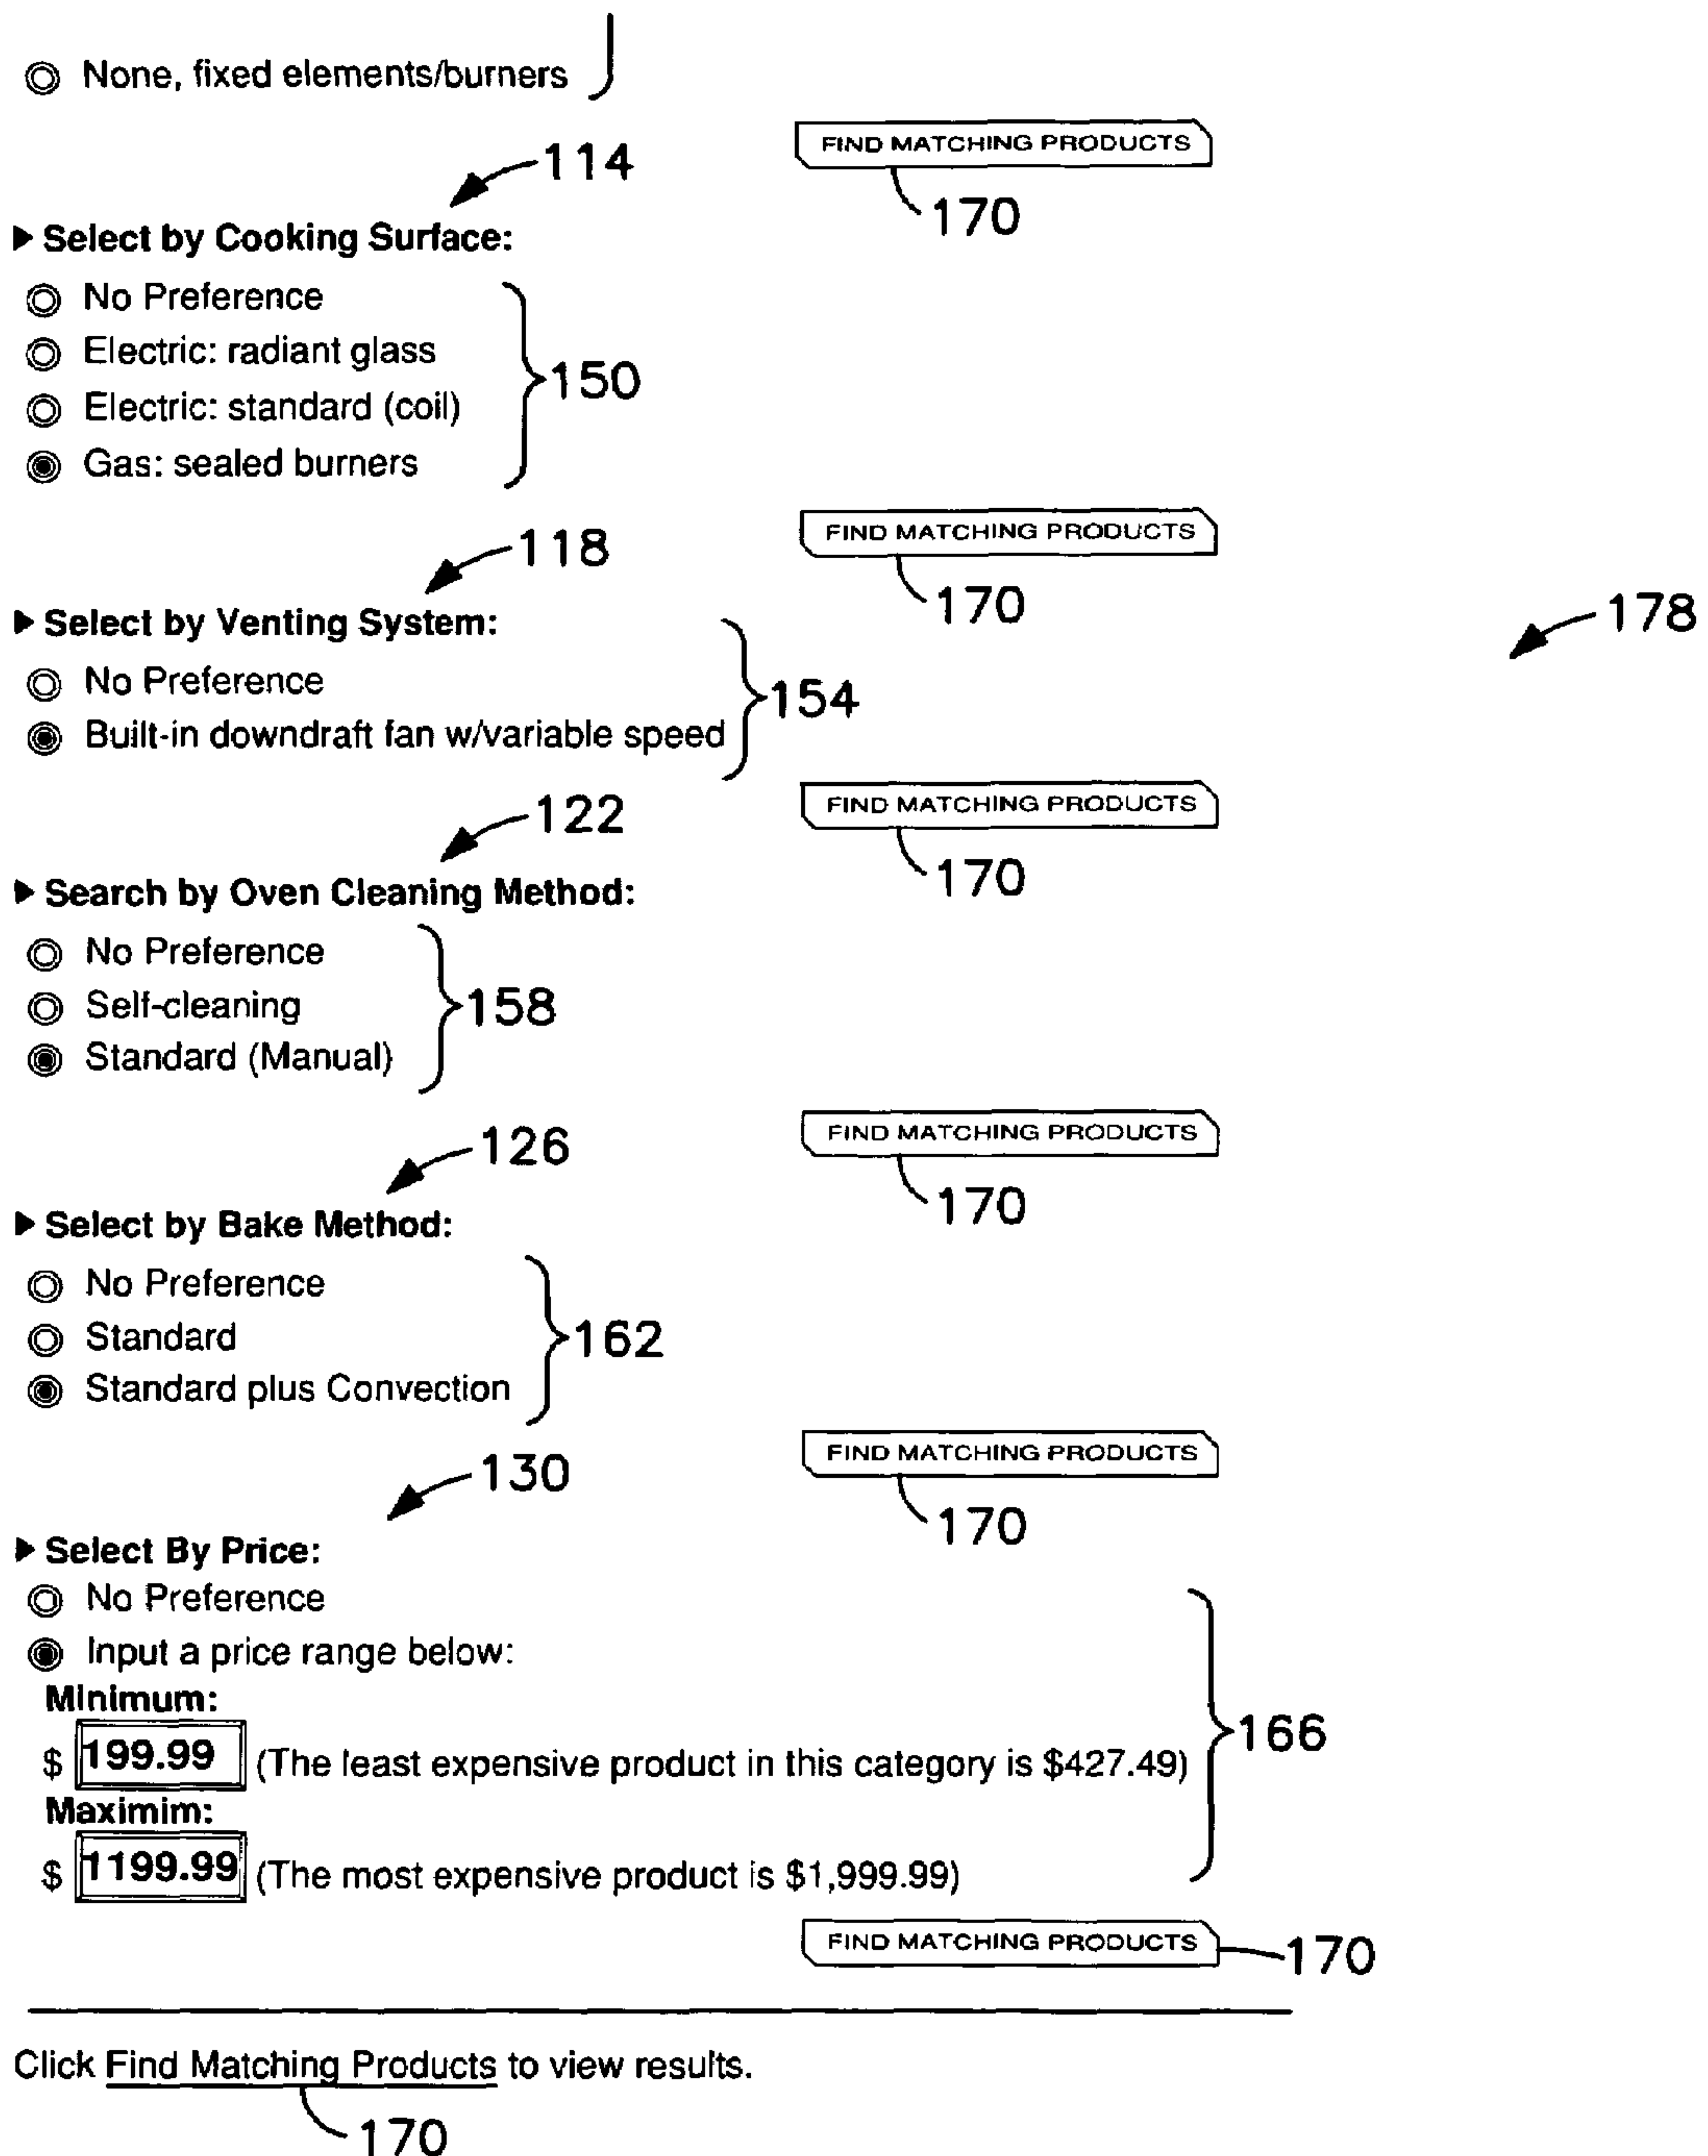 None, fixed elements/burners
FIND MATCHING PRODUCTS
114
170
Select by Cooking Surface:
No Preference
Electric: radiant glass
150
Electric: standard (coil)
Gas: sealed burners
FIND MATCHING PRODUCTS
118
170
178
Select by Venting System:
No Preference
154
Built-in downdraft fan w/variable speed
FIND MATCHING PRODUCTS
122
170
Search by Oven Cleaning Method:
No Preference
Self-cleaning
158
Standard (Manual)
FIND MATCHING PRODUCTS
126
170
Select by Bake Method:
No Preference
Standard
162
Standard plus Convection
FIND MATCHING PRODUCTS
130
170
Select By Price:
No Preference
Input a price range below:
Minimum:
166
$ 199.99 (The least expensive product in this category is $427.49)
Maximim:
$ 1199.99 (The most expensive product is $1,999.99)
FIND MATCHING PRODUCTS
170
Click Find Matching Products to view results.
170